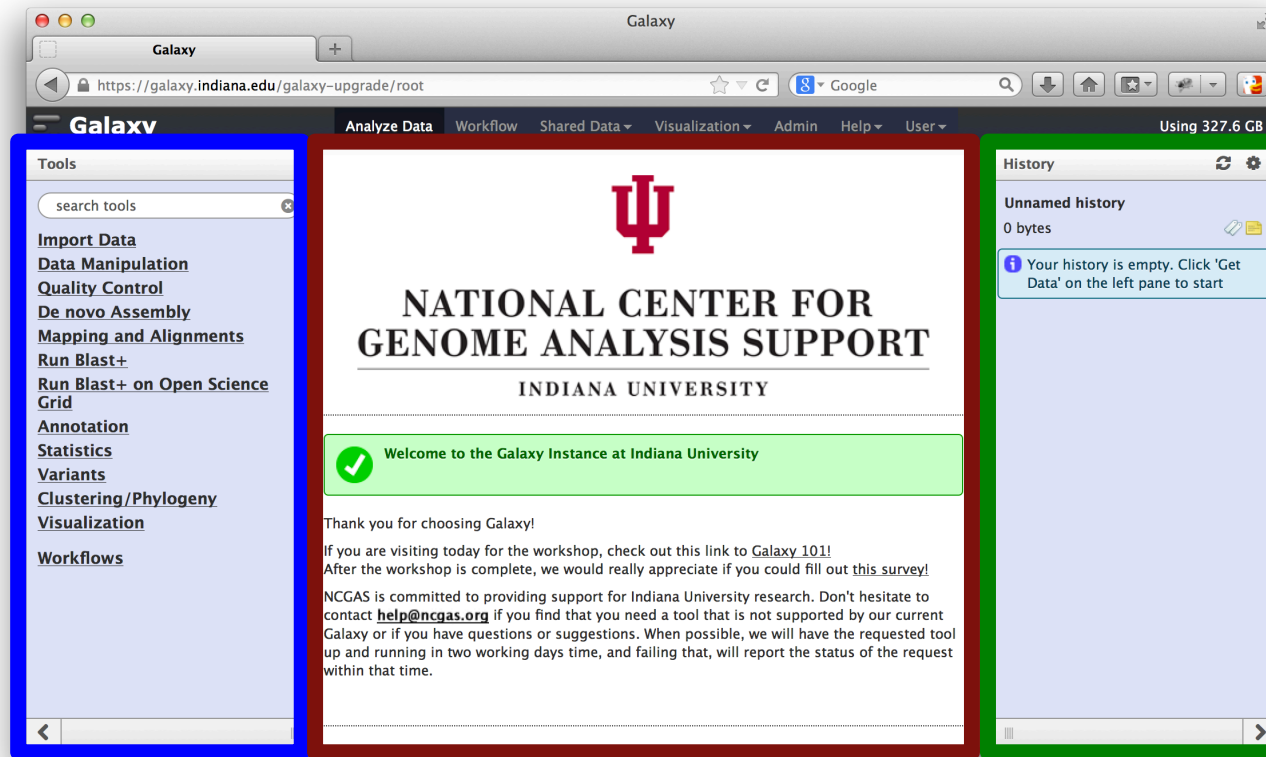 Galaxy
Galaxy
https://galaxy.indiana.edu/galaxy-upgrade/root
8 Google
Galaxy
Analyze Data Workflow Shared Data Visualization Admin Help User
Using 327.6 GB
Tools
search tools
Import Data
Data Manipulation
Quality Control
De novo Assembly
Mapping and Alignments
Run Blast+
Run Blast+ on Open Science
Grid
Annotation
Statistics
Variants
Clustering/Phylogeny
Visualization
Workflows
NATIONAL CENTER FOR
GENOME ANALYSIS SUPPORT
INDIANA UNIVERSITY
Welcome to the Galaxy Instance at Indiana University
Thank you for choosing Galaxy!
If you are visiting today for the workshop, check out this link to Galaxy 101!
After the workshop is complete, we would really appreciate if you could fill out this survey!
NCGAS is committed to providing support for Indiana University research. Don't hesitate to
contact help@ncgas.org if you find that you need a tool that is not supported by our current
Galaxy or if you have questions or suggestions. When possible, we will have the requested tool
up and running in two working days time, and failing that, will report the status of the request
within that time.
History
Unnamed history
0 bytes
Your history is empty. Click 'Get
Data' on the left pane to start